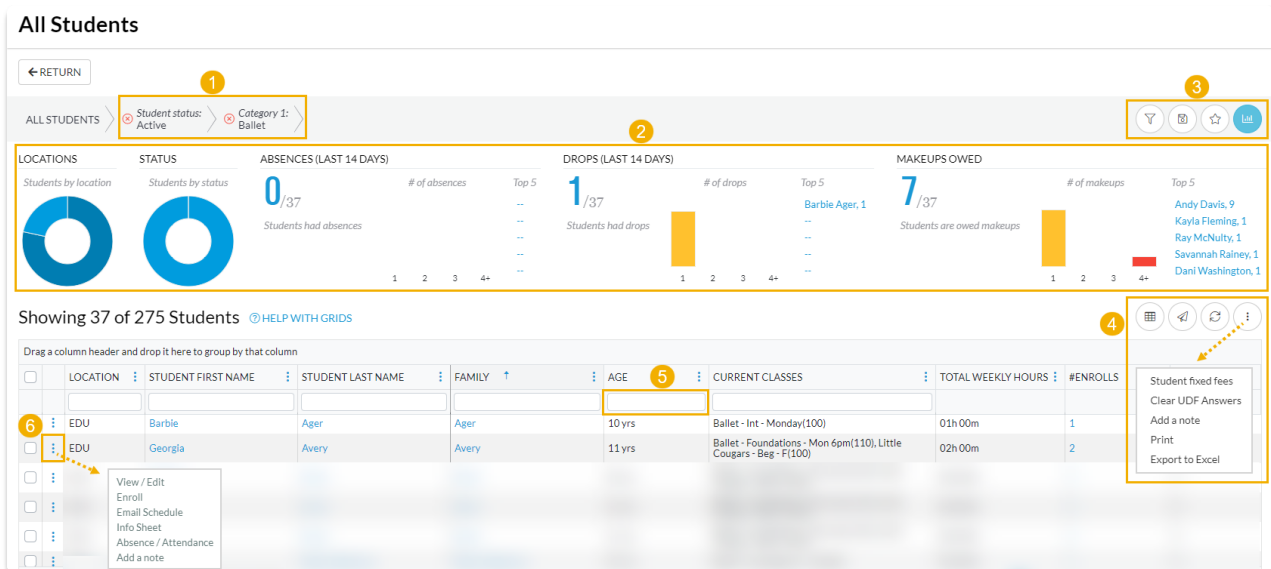 All Students
←RETURN
1
3
ALL STUDENTS
Student status:
Active
Category 1:
Ballet
2
LOCATIONS
Students by location
STATUS
Students by status
ABSENCES (LAST 14 DAYS)
0/37
Students had absences
# of absences
1 2 3 4+
Top 5
--
--
--
--
--
DROPS (LAST 14 DAYS)
1/37
Students had drops
# of drops
1 2 3 4+
Top 5
Barbie Ager, 1
--
--
--
--
MAKEUPS OWED
7/37
Students are owed makeups
# of makeups
1 2 3 4+
Top 5
Andy Davis, 9
Kayla Fleming, 1
Ray McNulty, 1
Savannah Rainey, 1
Dani Washington, 1
Showing 37 of 275 Students ? HELP WITH GRIDS
4
Drag a column header and drop it here to group by that column
LOCATION STUDENT FIRST NAME STUDENT LAST NAME FAMILY ↑ AGE 5 CURRENT CLASSES TOTAL WEEKLY HOURS #ENROLLS
6
EDU Barbie Ager Ager 10 yrs Ballet - Int - Monday(100) 01h 00m 1
EDU Georgia Avery Avery 11 yrs Ballet - Foundations - Mon 6pm(110), Little
Cougars - Beg - F(100) 02h 00m 2
Student fixed fees
Clear UDF Answers
Add a note
Print
Export to Excel
View / Edit
Enroll
Email Schedule
Info Sheet
Absence / Attendance
Add a note